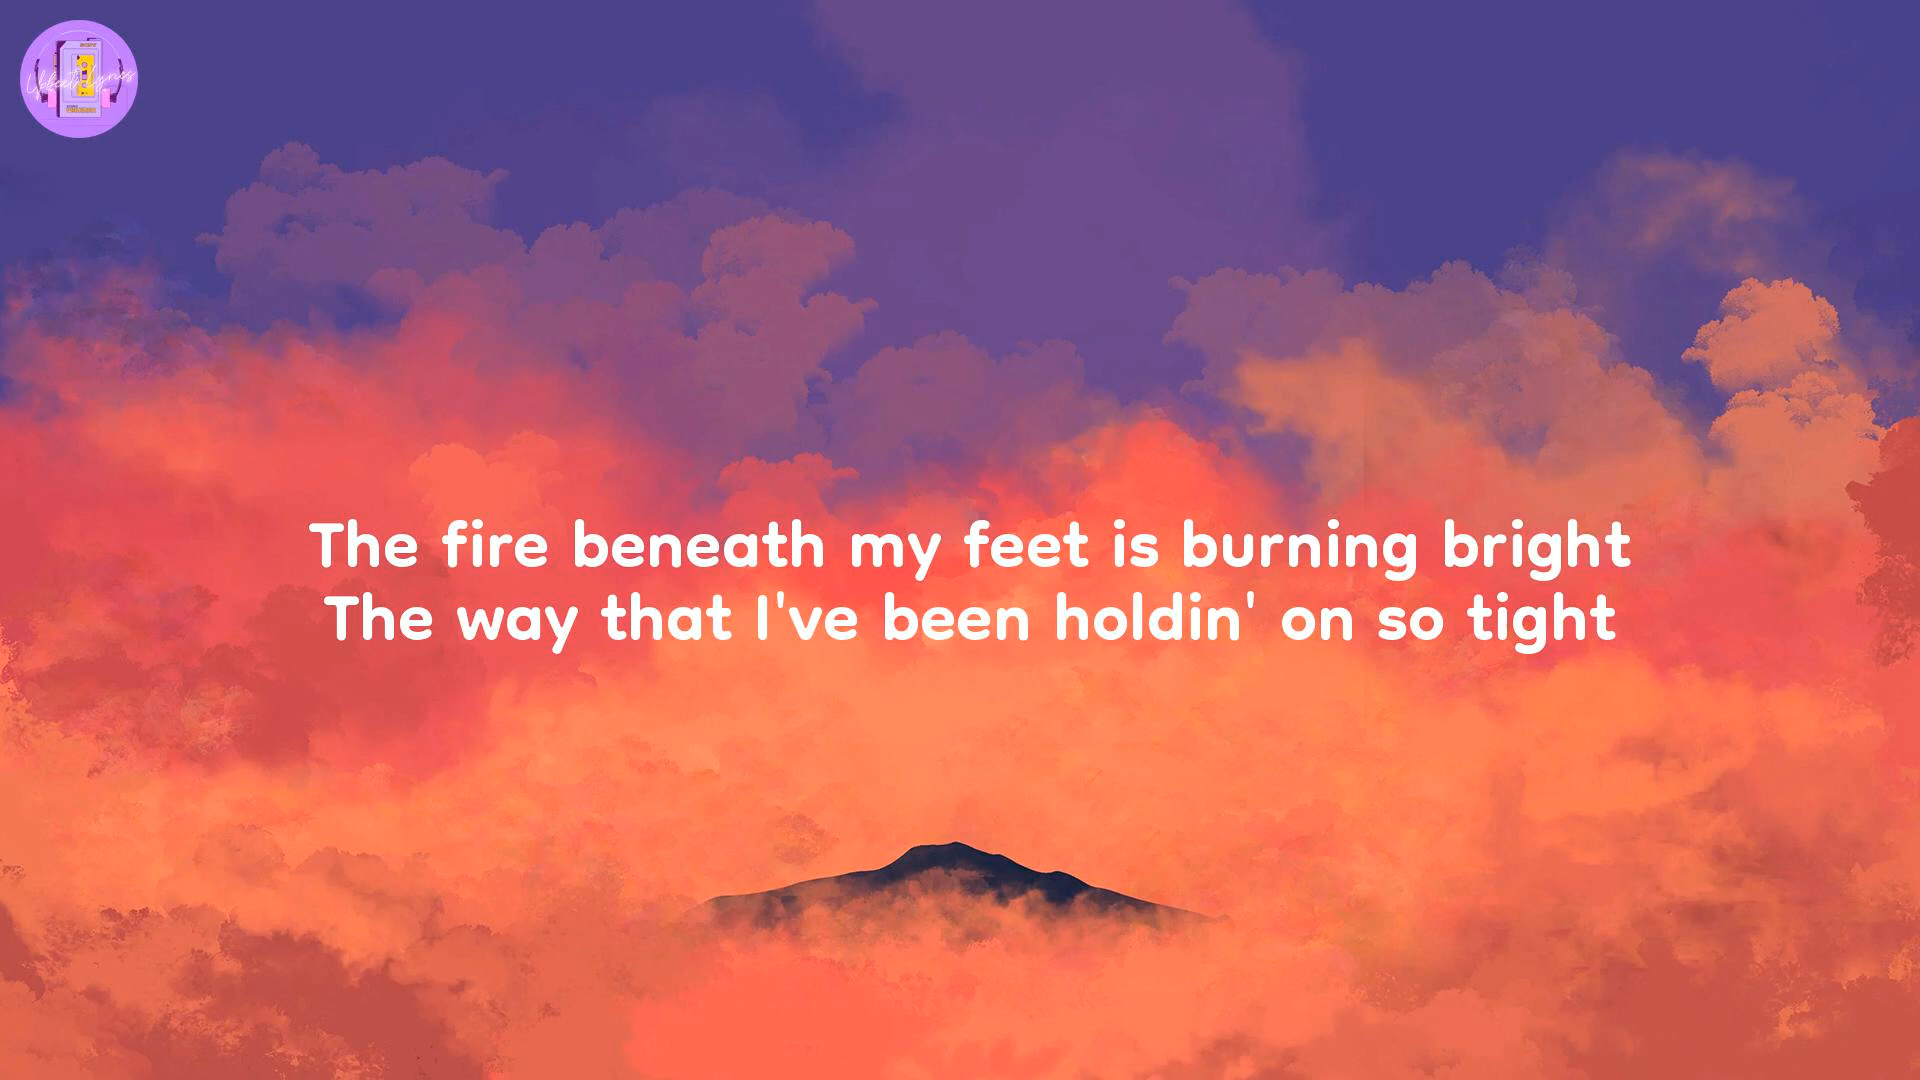 The fire beneath my feet is burning bright
The way that I've been holdin' on so tight